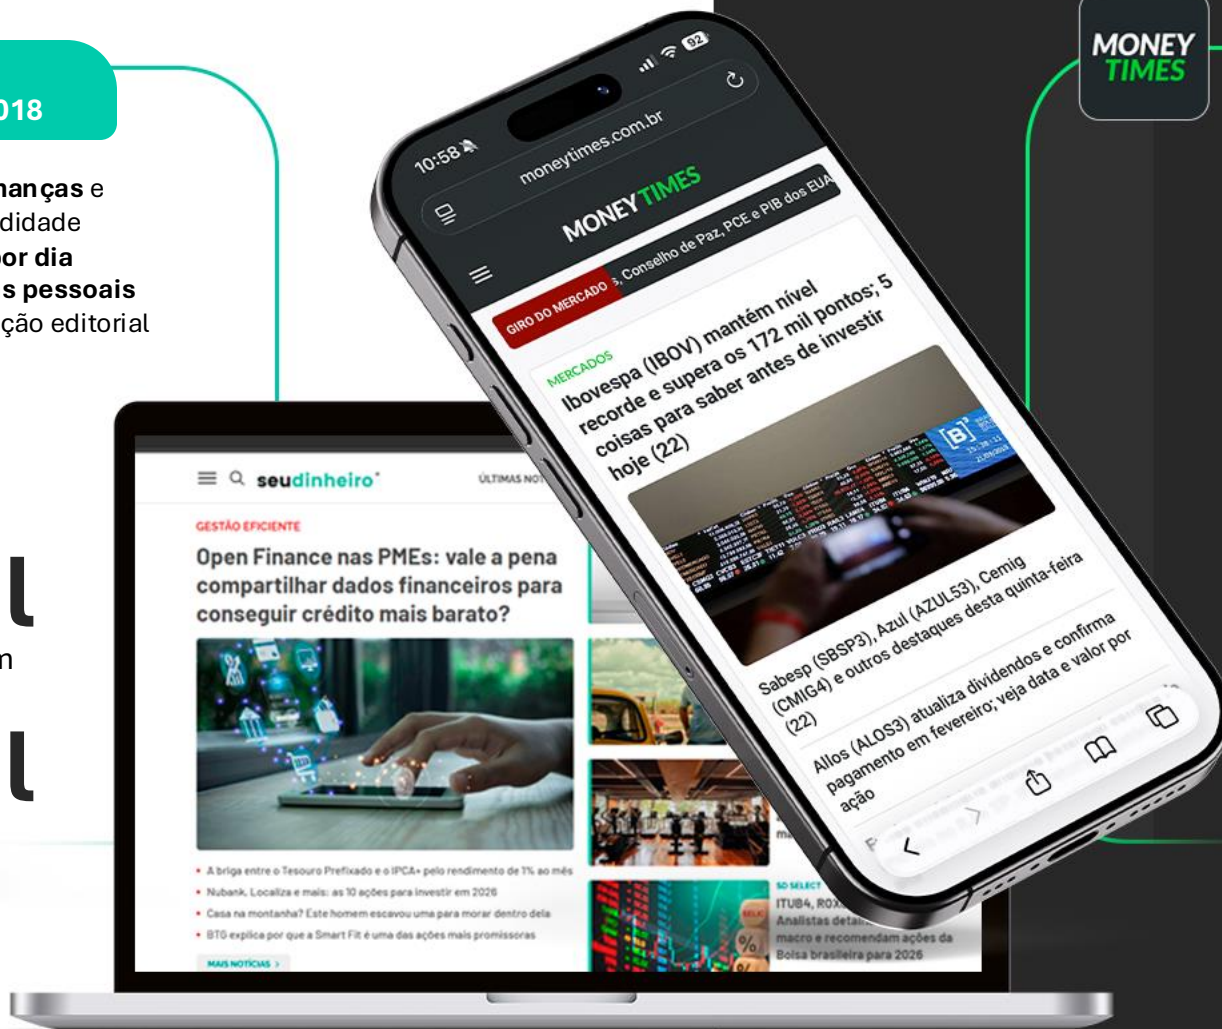 018
nanças e
didade
por dia
s pessoais
ção editorial
MONEY
TIMES
10:58
92
moneytimes.com.br
MONEY TIMES
GIRO DO MERCADO
s, Conselho de Paz, PCE e PIB dos EUA
MERCADOS
Ibovespa (IBOV) mantém nível
recorde e supera os 172 mil pontos; 5
coisas para saber antes de investir
hoje (22)
[B]
Sabesp (SBSP3), Azul (AZUL53), Cemig
(CMIG4) e outros destaques desta quinta-feira
(22)
Allos (ALOS3) atualiza dividendos e confirma
pagamento em fevereiro; veja data e valor por
ação
seudinheiro
ÚLTIMAS NOT
GESTÃO EFICIENTE
Open Finance nas PMEs: vale a pena
compartilhar dados financeiros para
conseguir crédito mais barato?
A briga entre o Tesouro Prefixado e o IPCA+ pelo rendimento de 1% ao mês
Nubank, Localiza e mais: as 10 ações para investir em 2026
Casa na montanha? Este homem escavou uma para morar dentro dela
BTG explica por que a Smart Fit é uma das ações mais promissoras
MAIS NOTÍCIAS >
SD SELECT
ITUB4, ROX
Analistas detal
macro e recomendam ações da
Bolsa brasileira para 2026
SELIC
%
l
m
l